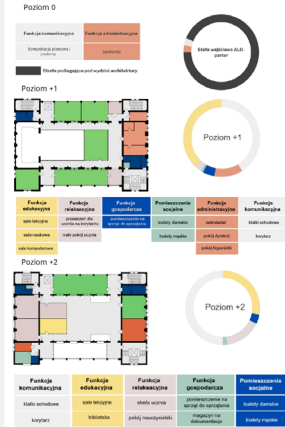 Poziom 0
Funkcja komunikacyjna
Funkcja administracyjna
komunikacja pionowa i
pozioma
portiernia
Strefa podlegająca pod wydział architektury
Strefa wejściowa ALO-
parter
Poziom +1
Poziom +1
Funkcja
edukacyjna
Funkcja
relaksacyjna
Funkcja
gospodarcza
Pomieszczenia
socjalne
Funkcja
administracyjna
Funkcja
komunikacyjna
sale lekcyjne
przestrzeń dla
ucznia na korytarzu
pomieszczenie na
sprzęt do sprzątania
toalety damskie
sekretariat
klatki schodowe
sale naukowe
mały pokój ucznia
toalety męskie
pokój dyrekcji
korytarz
sale komputerowe
pokój higienistki
Poziom +2
Poziom +2
Funkcja
komunikacyjna
Funkcja
edukacyjna
Funkcja
relaksacyjna
Funkcja
gospodarcza
Pomieszczenia
socjalne
klatki schodowe
sale lekcyjne
strefa ucznia
pomieszczenie na
sprzęt do sprzątania
toalety damskie
korytarz
biblioteka
pokój nauczycielski
magazyn na
dokumentacje
toalety męskie